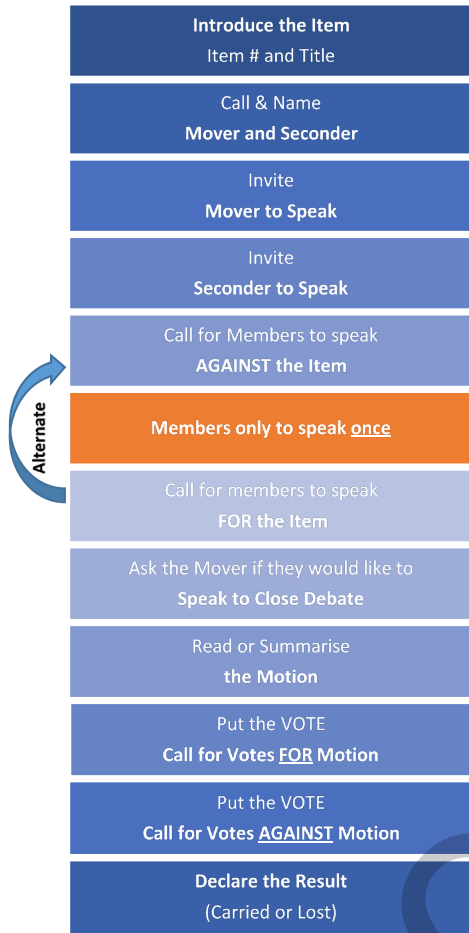 Introduce the Item
Item # and Title
Call & Name
Mover and Seconder
Invite
Mover to Speak
Invite
Seconder to Speak
Call for Members to speak
AGAINST the Item
Alternate
Members only to speak once
Call for members to speak
FOR the Item
Ask the Mover if they would like to
Speak to Close Debate
Read or Summarise
the Motion
Put the VOTE
Call for Votes FOR Motion
Put the VOTE
Call for Votes AGAINST Motion
Declare the Result
(Carried or Lost)